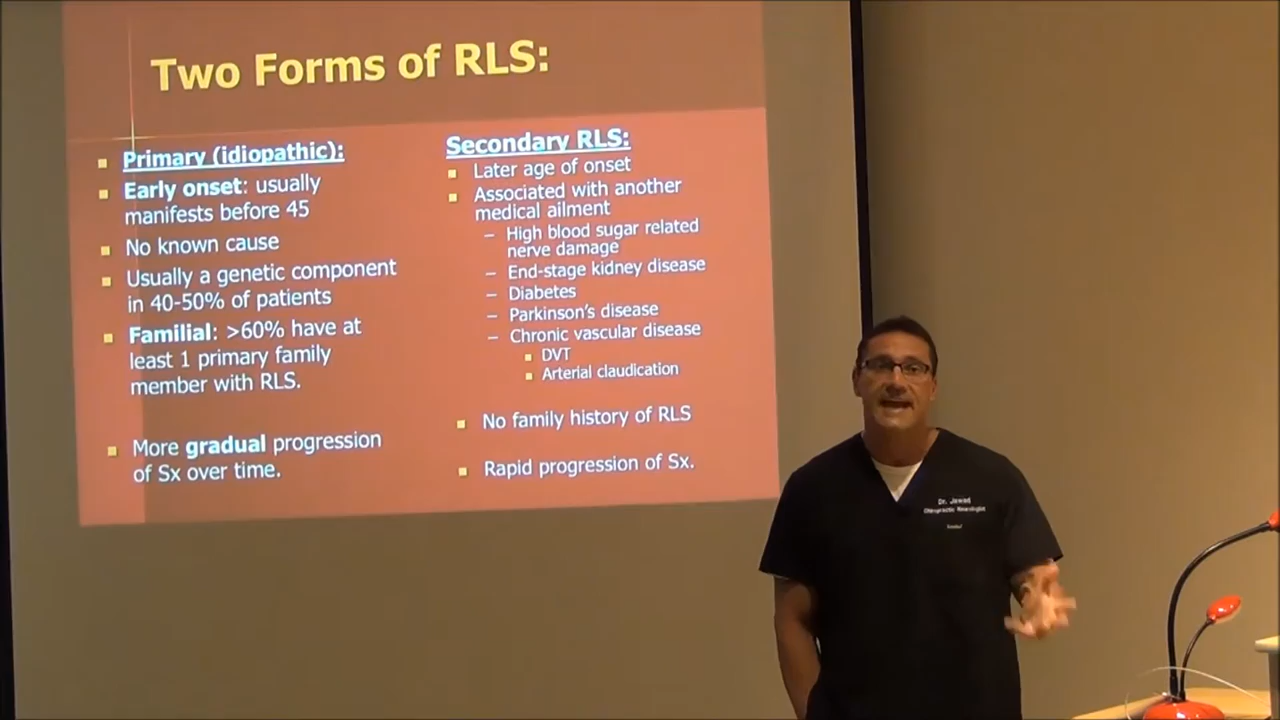 Two Forms of RLS:
Primary (idiopathic):
Early onset: usually
manifests before 45
No known cause
Usually a genetic component
in 40-50% of patients
Familial: >60% have at
least 1 primary family
member with RLS.
More gradual progression
of Sx over time.
Secondary RLS:
Later age of onset
Associated with another
medical ailment
– High blood sugar related
nerve damage
– End-stage kidney disease
– Diabetes
– Parkinson's disease
– Chronic vascular disease
DVT
Arterial claudication
No family history of RLS
Rapid progression of Sx.
Dr. Jawad
Chiropractic Neurologist